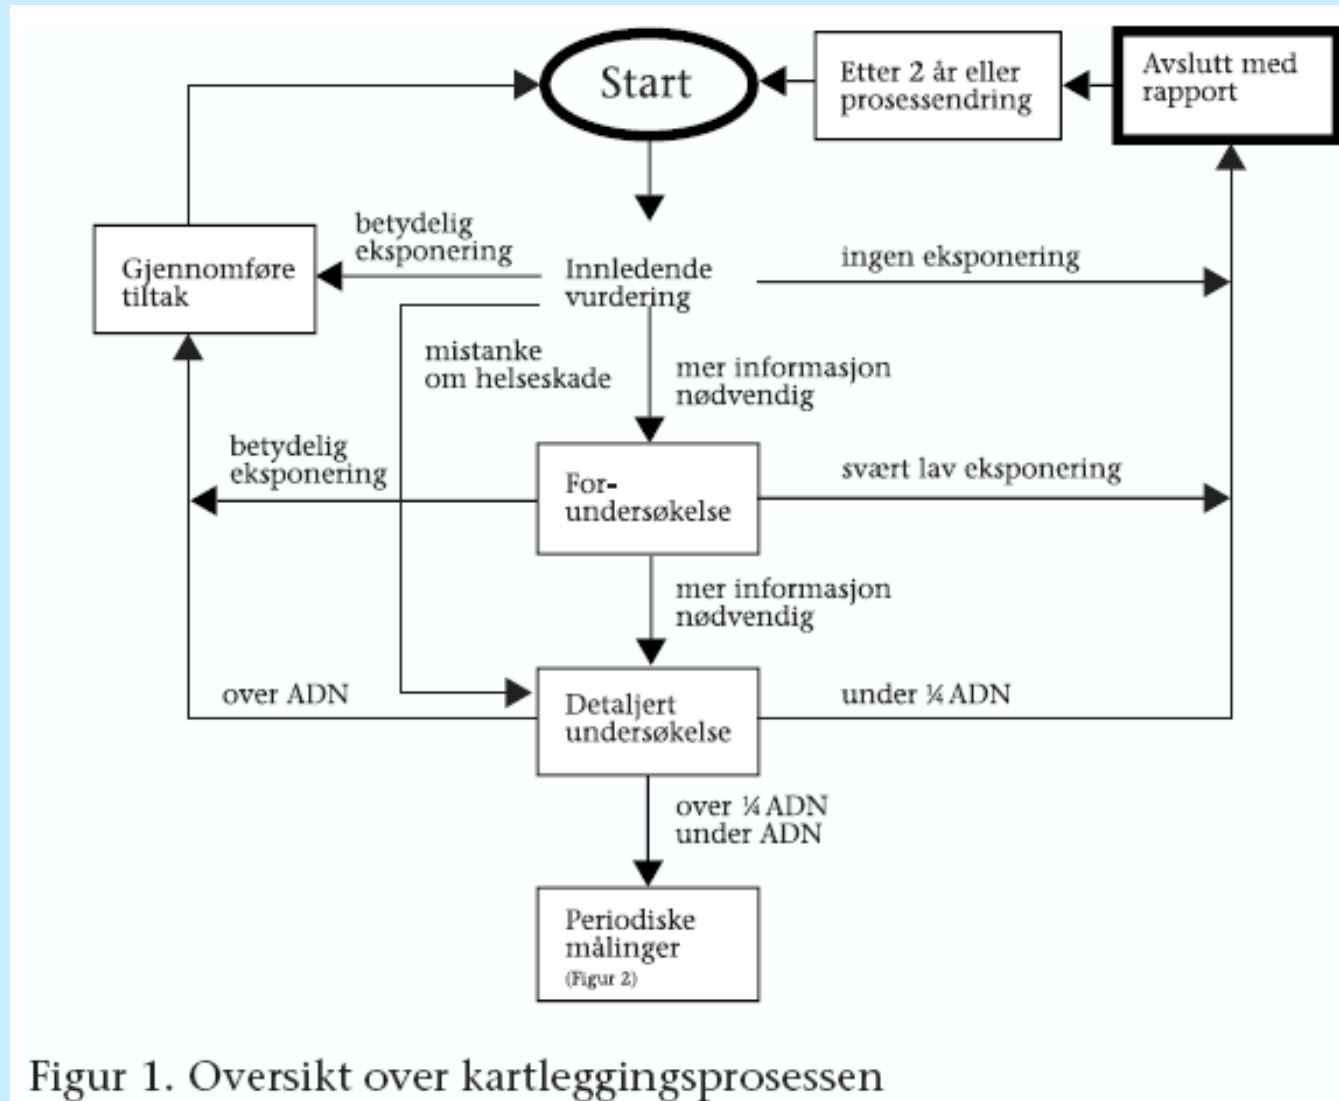 Start
Etter 2 år eller
prosessendring
Avslutt med
rapport
betydelig
eksponering
Gjennomføre
tiltak
Innledende
vurdering
ingen eksponering
mistanke
om helseskade
mer informasjon
nødvendig
betydelig
eksponering
For-
undersøkelse
svært lav eksponering
mer informasjon
nødvendig
over ADN
Detaljert
undersøkelse
under ¼ ADN
over ¼ ADN
under ADN
Periodiske
målinger
(Figur 2)
Figur 1. Oversikt over kartleggingsprosessen